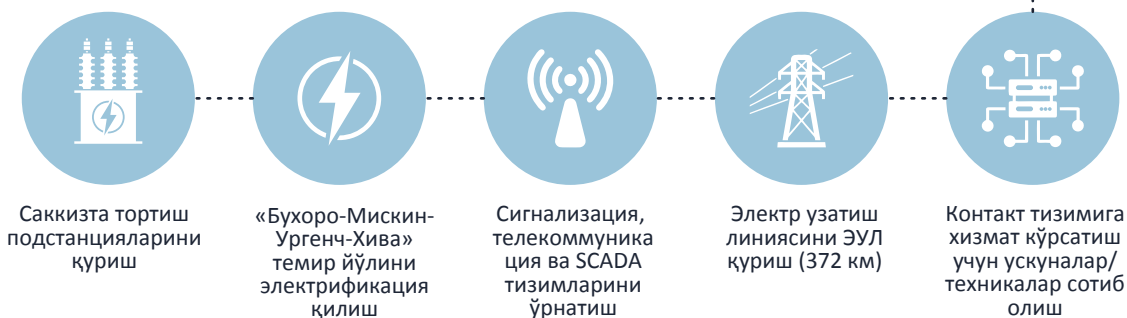 Саккизта тортиш
подстанцияларини
қуриш
«Бухоро-Мискин-
Ургенч-Хива»
темир йўлини
электрификация
қилиш
Сигнализация,
телекоммуника
ция ва SCADA
тизимларини
ўрнатиш
Электр узатиш
линиясини ЭУЛ
қуриш (372 км)
Контакт тизимига
хизмат кўрсатиш
учун ускуналар/
техникалар сотиб
олиш